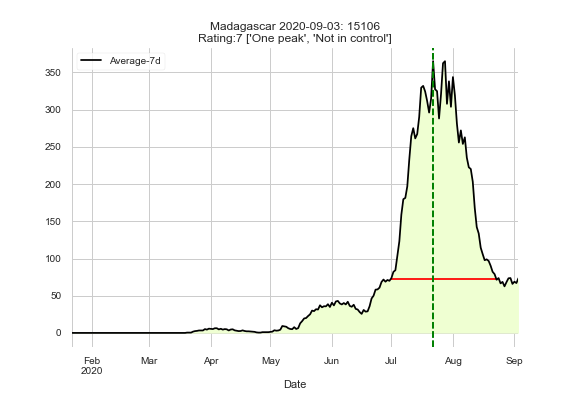 Madagascar 2020-09-03: 15106
Rating:7 ['One peak', 'Not in control']
Average-7d
350
300
250
200
150
100
50
0
Feb
2020
Mar
Apr
May
Jun
Jul
Aug
Sep
Date